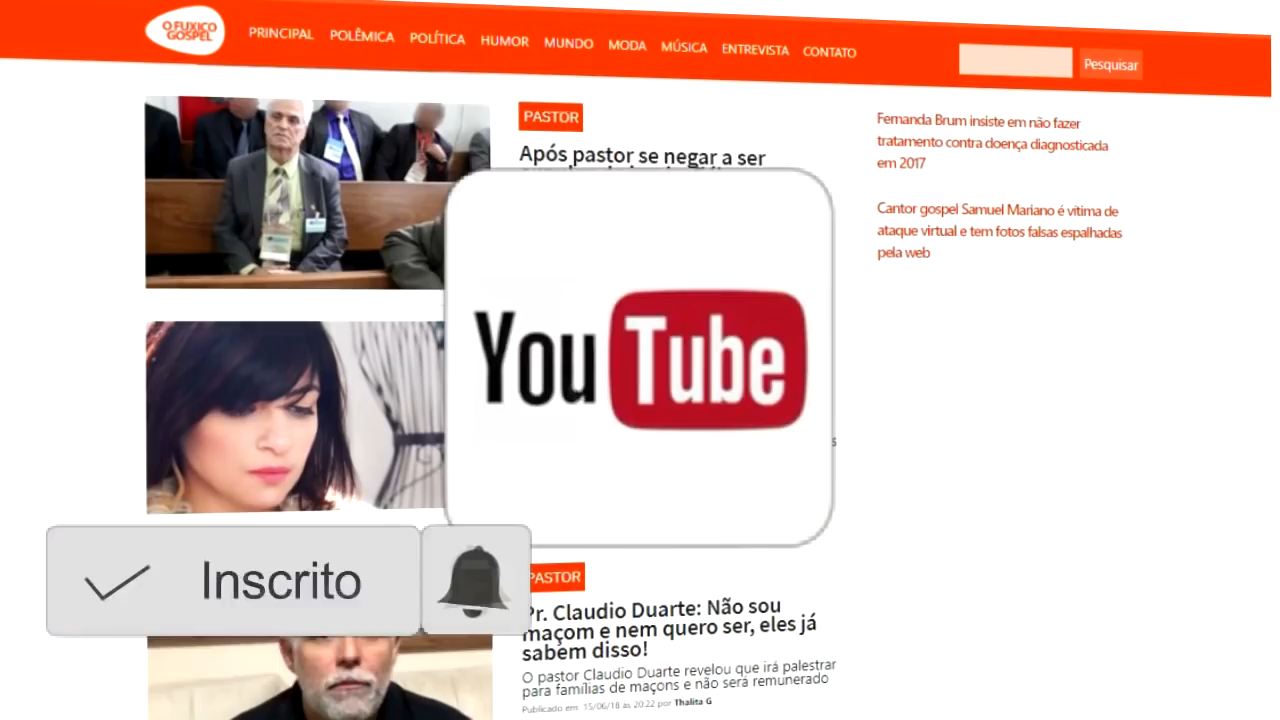 O FUXICO
GOSPEL
PRINCIPAL
POLÊMICA
POLÍTICA
HUMOR
MUNDO
MODA
MÚSICA
ENTREVISTA
CONTATO
Pesquisar
PASTOR
Após pastor se negar a ser
Fernanda Brum insiste em não fazer
tratamento contra doença diagnosticada
em 2017
Cantor gospel Samuel Mariano é vítima de
ataque virtual e tem fotos falsas espalhadas
pela web
YouTube
Inscrito
PASTOR
Pr. Claudio Duarte: Não sou
maçom e nem quero ser, eles já
sabem disso!
O pastor Claudio Duarte revelou que irá palestrar
para famílias de maçons e não será remunerado
Publicado em: 15/06/18 às 20:22 por Thalita G